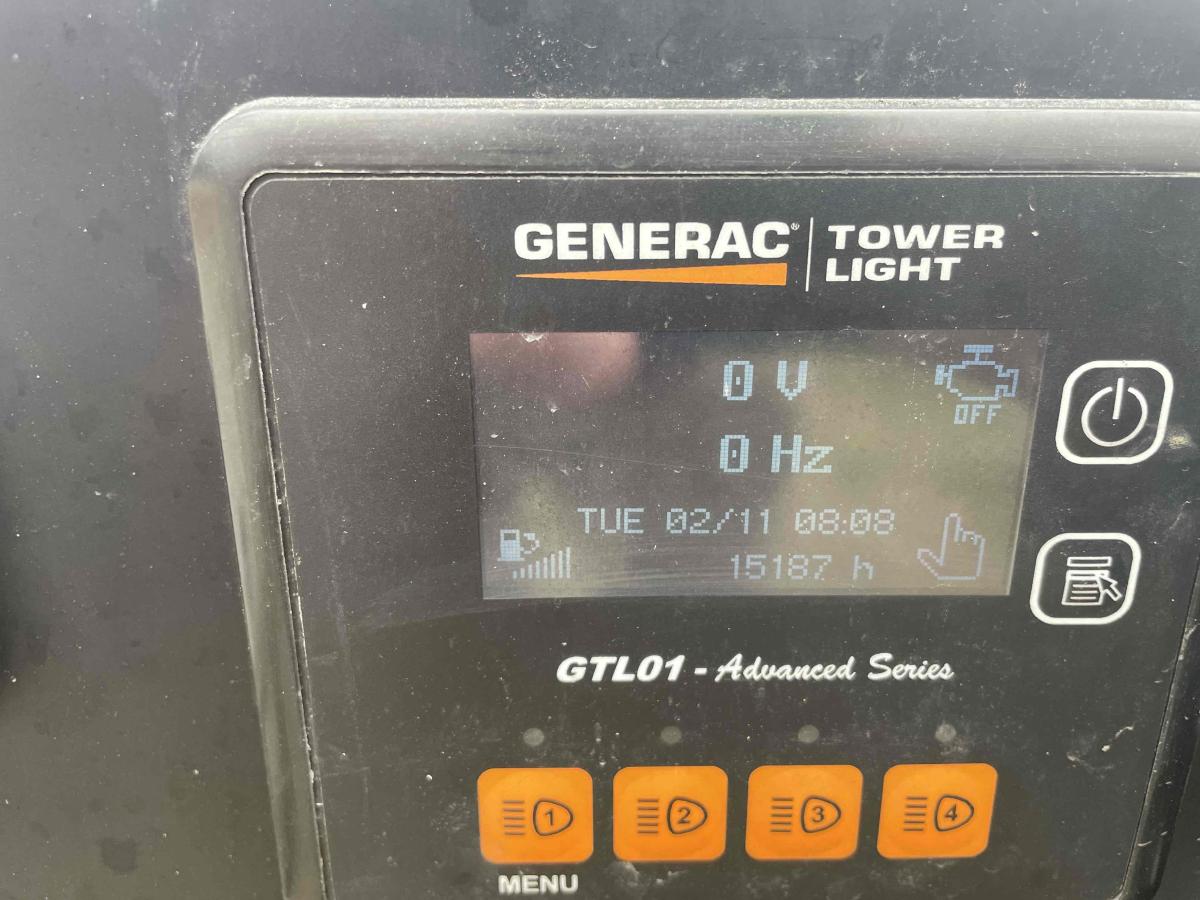 GENERAC® | TOWER LIGHT
0 V
OFF
0 Hz
TUE 02/11 08:08
15187 h
GTL01 - Advanced Series
1 2 3 4
MENU